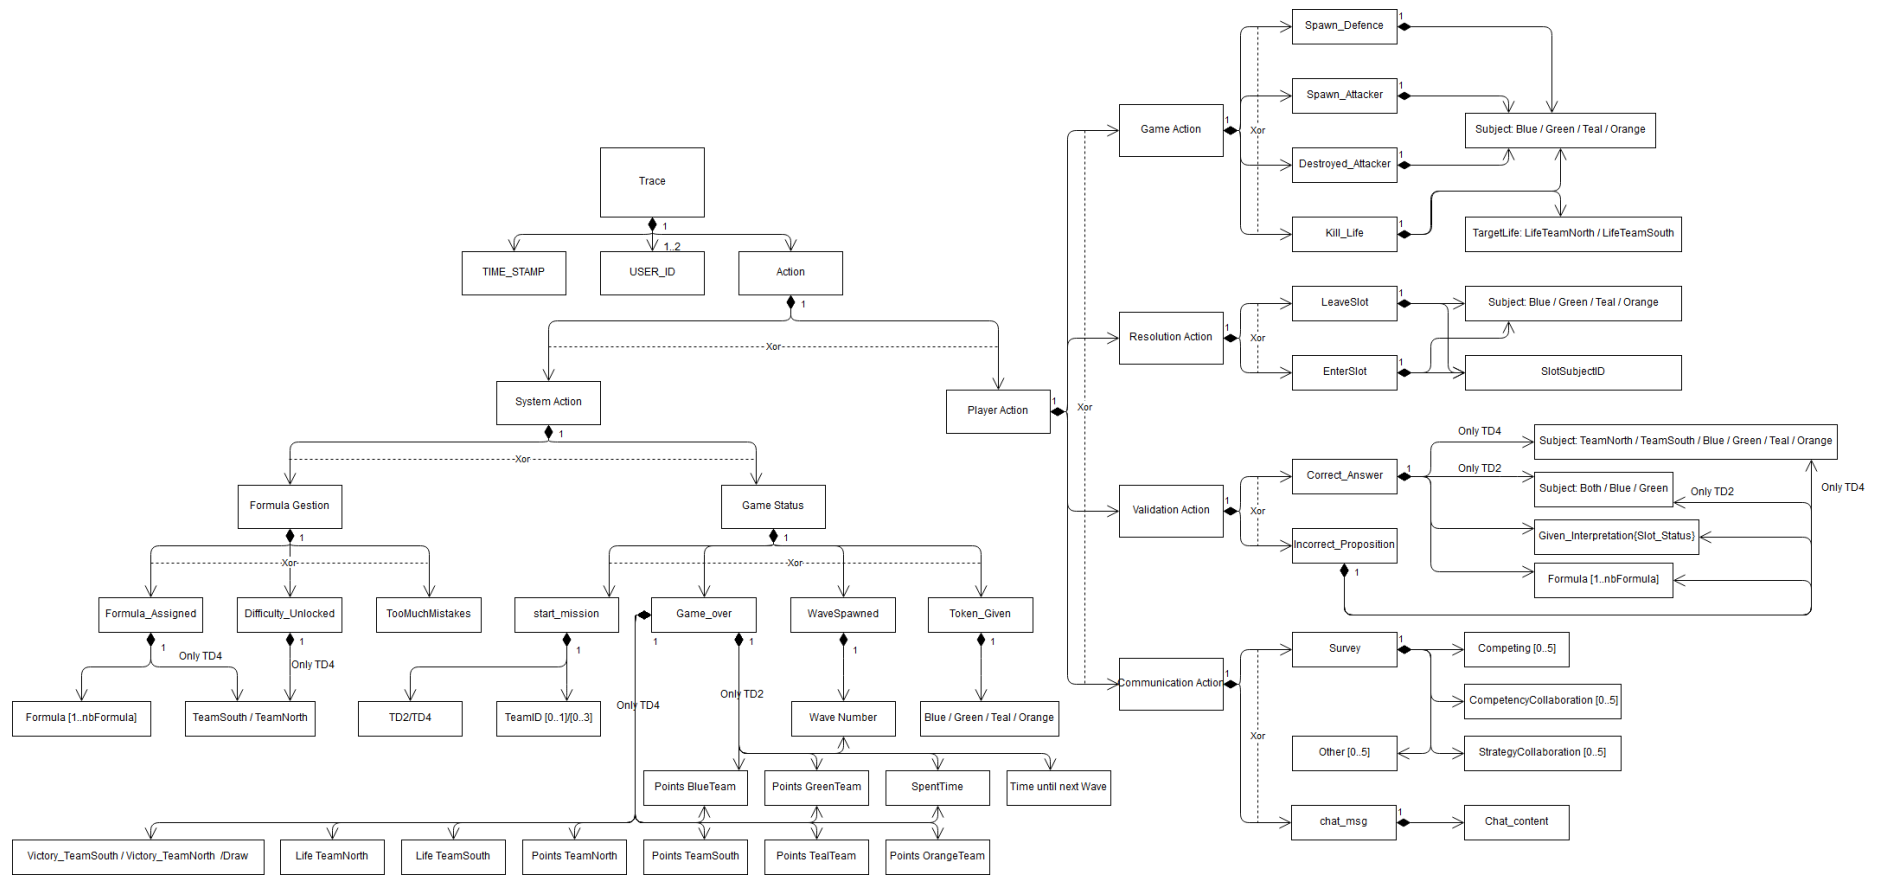 Trace
1
TIME_STAMP
1..2
USER_ID
Action
1
Xor
System Action
1
Player Action
1
Xor
Formula Gestion
1
Xor
Game Status
1
Xor
Formula_Assigned
1
Only TD4
Difficulty_Unlocked
1
Only TD4
TooMuchMistakes
Formula [1..nbFormula]
TeamSouth / TeamNorth
start_mission
1
Game_over
1
1
WaveSpawned
1
Token_Given
1
TD2/TD4
TeamID [0..1]/[0..3]
Only TD4
Only TD2
Wave Number
Blue / Green / Teal / Orange
Points BlueTeam
Points GreenTeam
SpentTime
Time until next Wave
Victory_TeamSouth / Victory_TeamNorth /Draw
Life TeamNorth
Life TeamSouth
Points TeamNorth
Points TeamSouth
Points TealTeam
Points OrangeTeam
Game Action
1
Xor
Spawn_Defence
1
Spawn_Attacker
1
Destroyed_Attacker
1
Kill_Life
1
Subject: Blue / Green / Teal / Orange
TargetLife: LifeTeamNorth / LifeTeamSouth
Resolution Action
1
Xor
LeaveSlot
1
EnterSlot
1
Subject: Blue / Green / Teal / Orange
SlotSubjectID
Validation Action
1
Xor
Correct_Answer
1
Incorrect_Proposition
1
Only TD4
Subject: TeamNorth / TeamSouth / Blue / Green / Teal / Orange
Only TD2
Subject: Both / Blue / Green
Only TD2
Only TD4
Given_Interpretation{Slot_Status}
Formula [1..nbFormula]
Communication Action
1
Xor
Survey
1
Competing [0..5]
CompetencyCollaboration [0..5]
Other [0..5]
StrategyCollaboration [0..5]
chat_msg
1
Chat_content